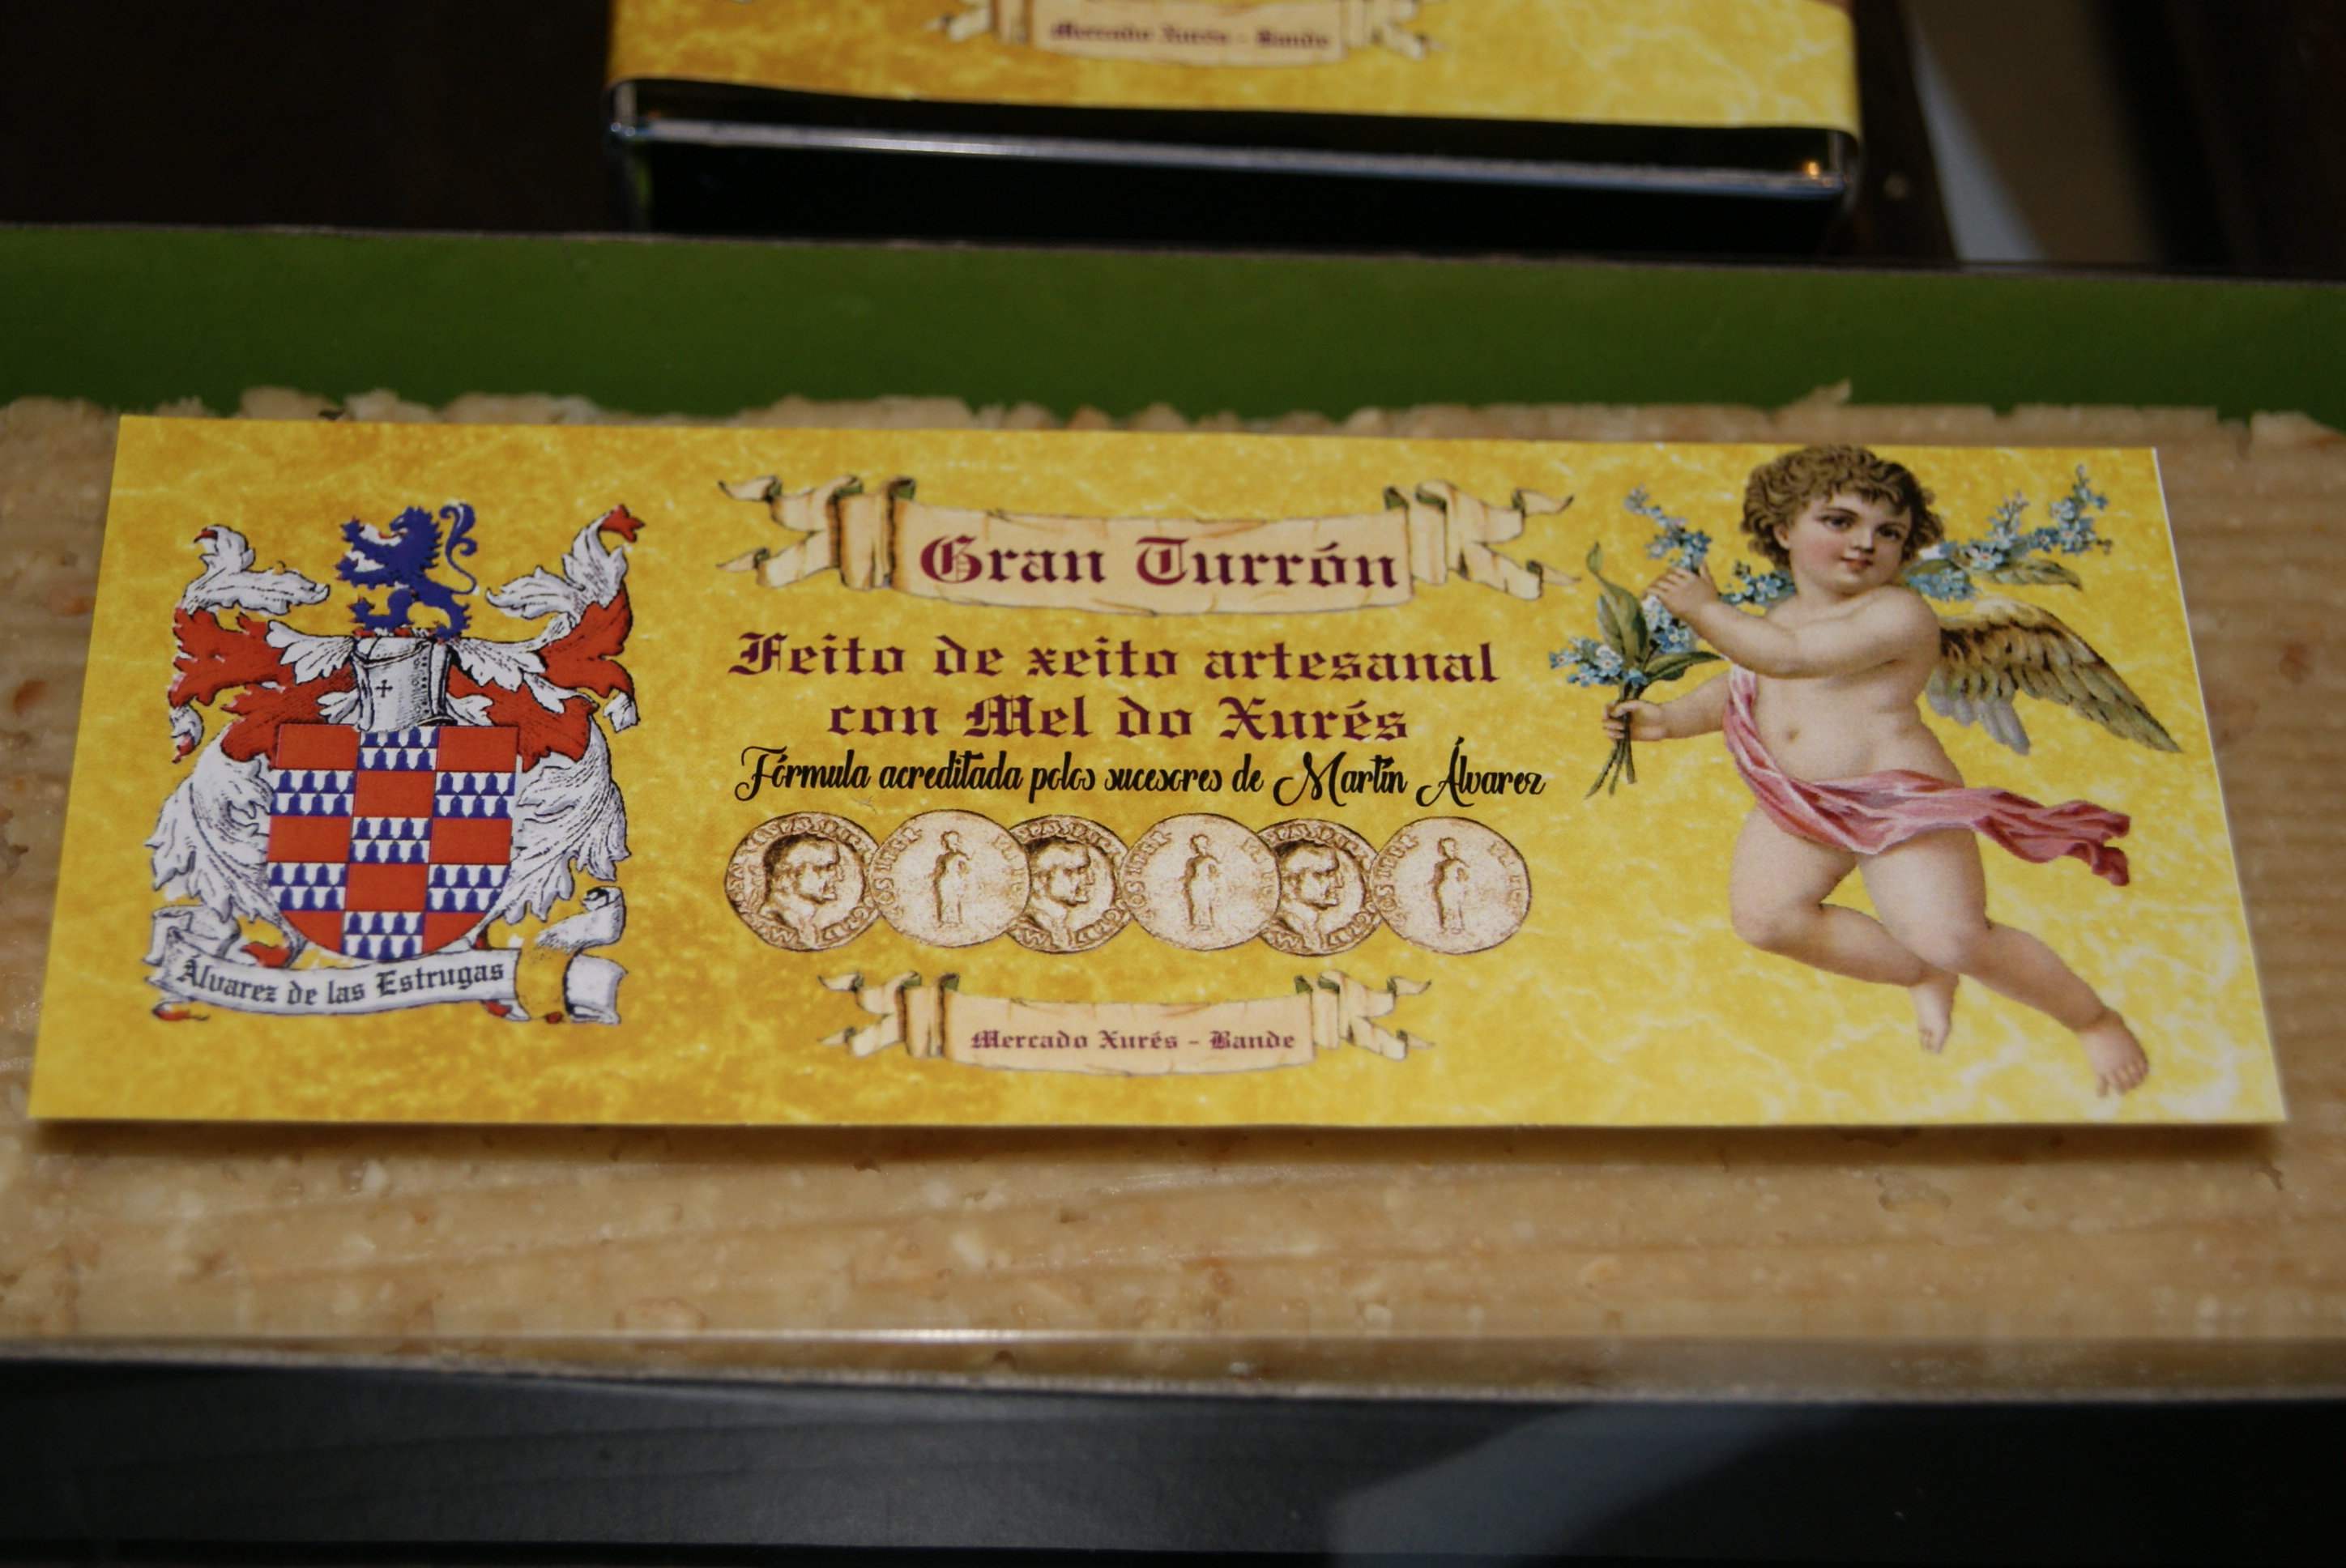 Mercado Xurés - Bande
Gran Turrón
Feito de xeito artesanal
con Mel do Xurés
Fórmula acreditada polos sucesores de Martín Álvarez
Álvarez de las Estrugas
Mercado Xurés - Bande